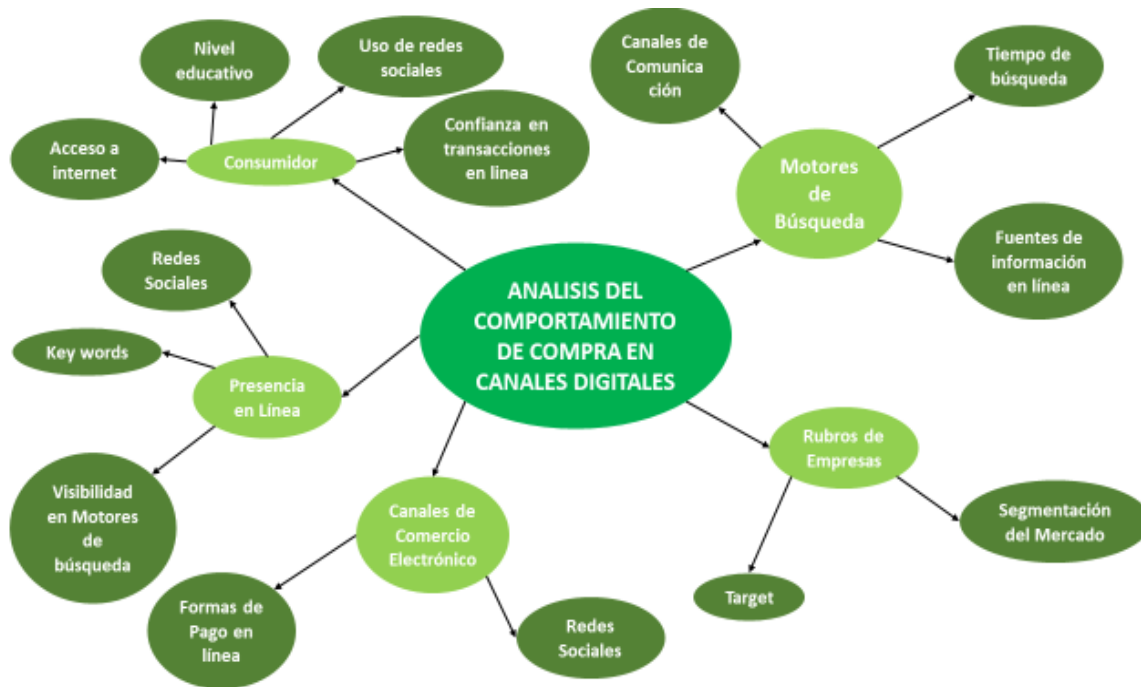 Nivel
educativo
Uso de redes
sociales
Acceso a
internet
Consumidor
Confianza en
transacciones
en linea
Canales de
Comunica
ción
Tiempo de
búsqueda
Motores
de
Búsqueda
Fuentes de
información
en línea
ANALISIS DEL
COMPORTAMIENTO
DE COMPRA EN
CANALES DIGITALES
Redes
Sociales
Key words
Presencia
en Línea
Visibilidad
en Motores
de
búsqueda
Canales de
Comercio
Electrónico
Formas de
Pago en
línea
Redes
Sociales
Rubros de
Empresas
Segmentación
del Mercado
Target